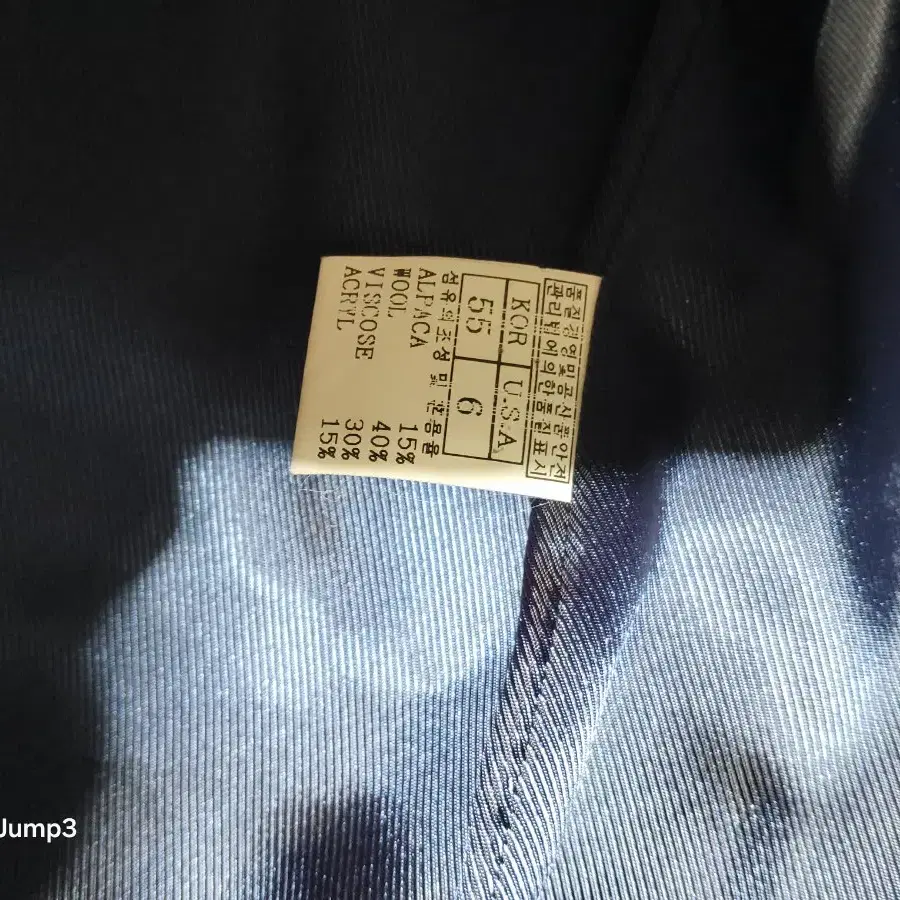 품질경영및공산품안전
관리법에의한품질표시
KOR U.S.A
55 6
섬유의조성 및 혼용율
ALPACA 15%
WOOL 40%
VISCOSE 30%
ACRYL 15%
Jump3